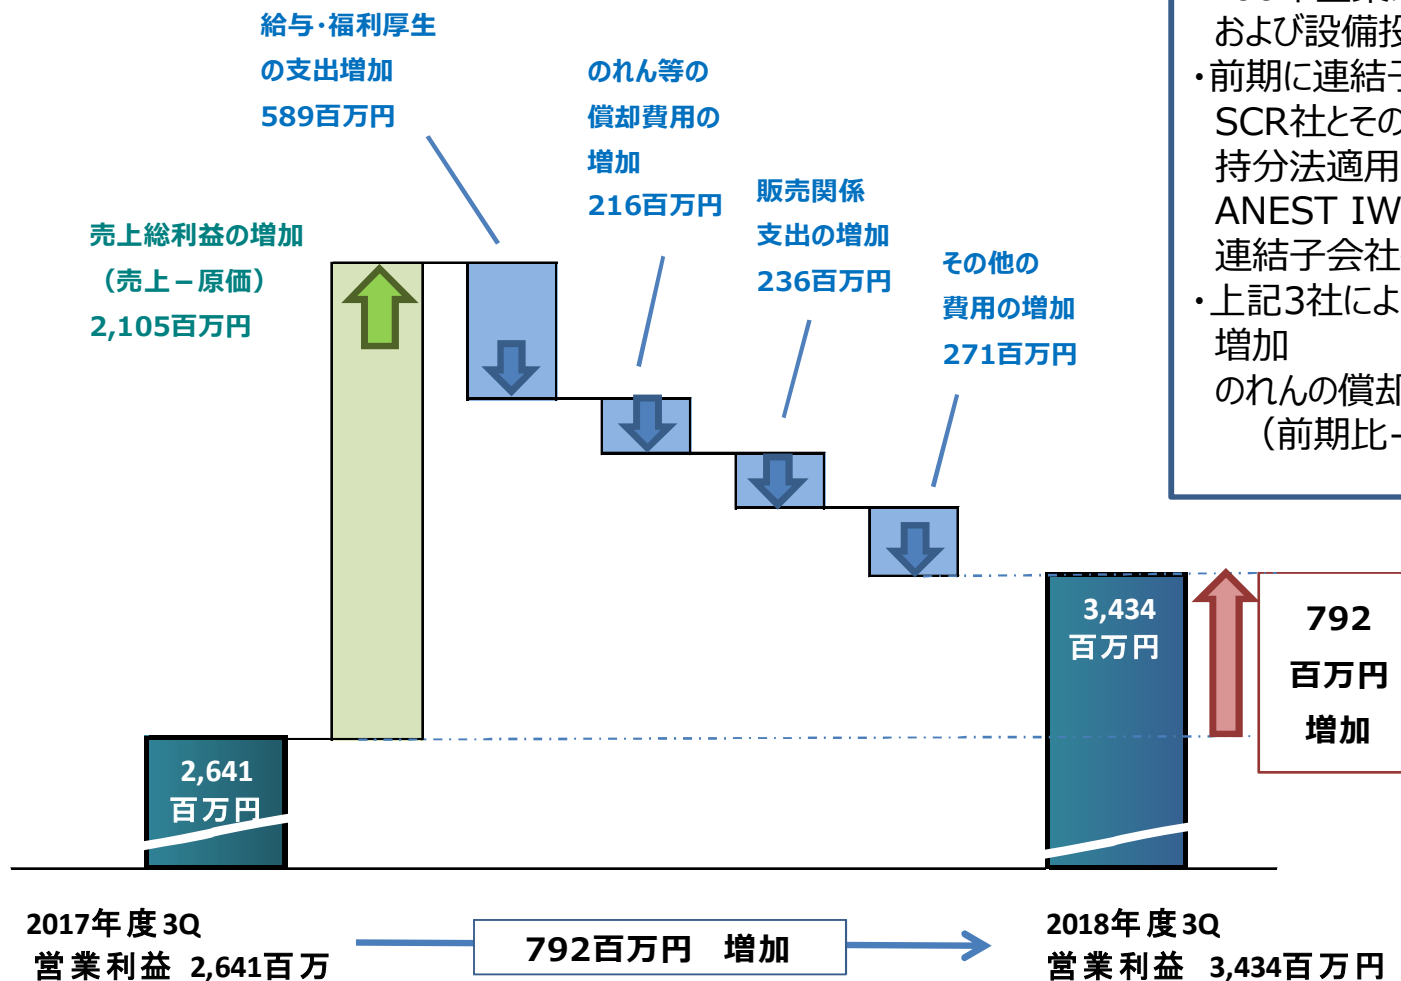 給与・福利厚生
の支出増加
589百万円
のれん等の
償却費用の
増加
216百万円
販売関係
支出の増加
236百万円
その他の
費用の増加
271百万円
売上総利益の増加
（売上－原価）
2,105百万円
および設備投
・前期に連結子
SCR社とその
持分法適用
ANEST IW
連結子会社
・上記3社によ
増加
のれんの償却
（前期比
2,641
百万円
3,434
百万円
792
百万円
増加
2017年度3Q
営業利益 2,641百万
792百万円 増加
2018年度3Q
営業利益 3,434百万円